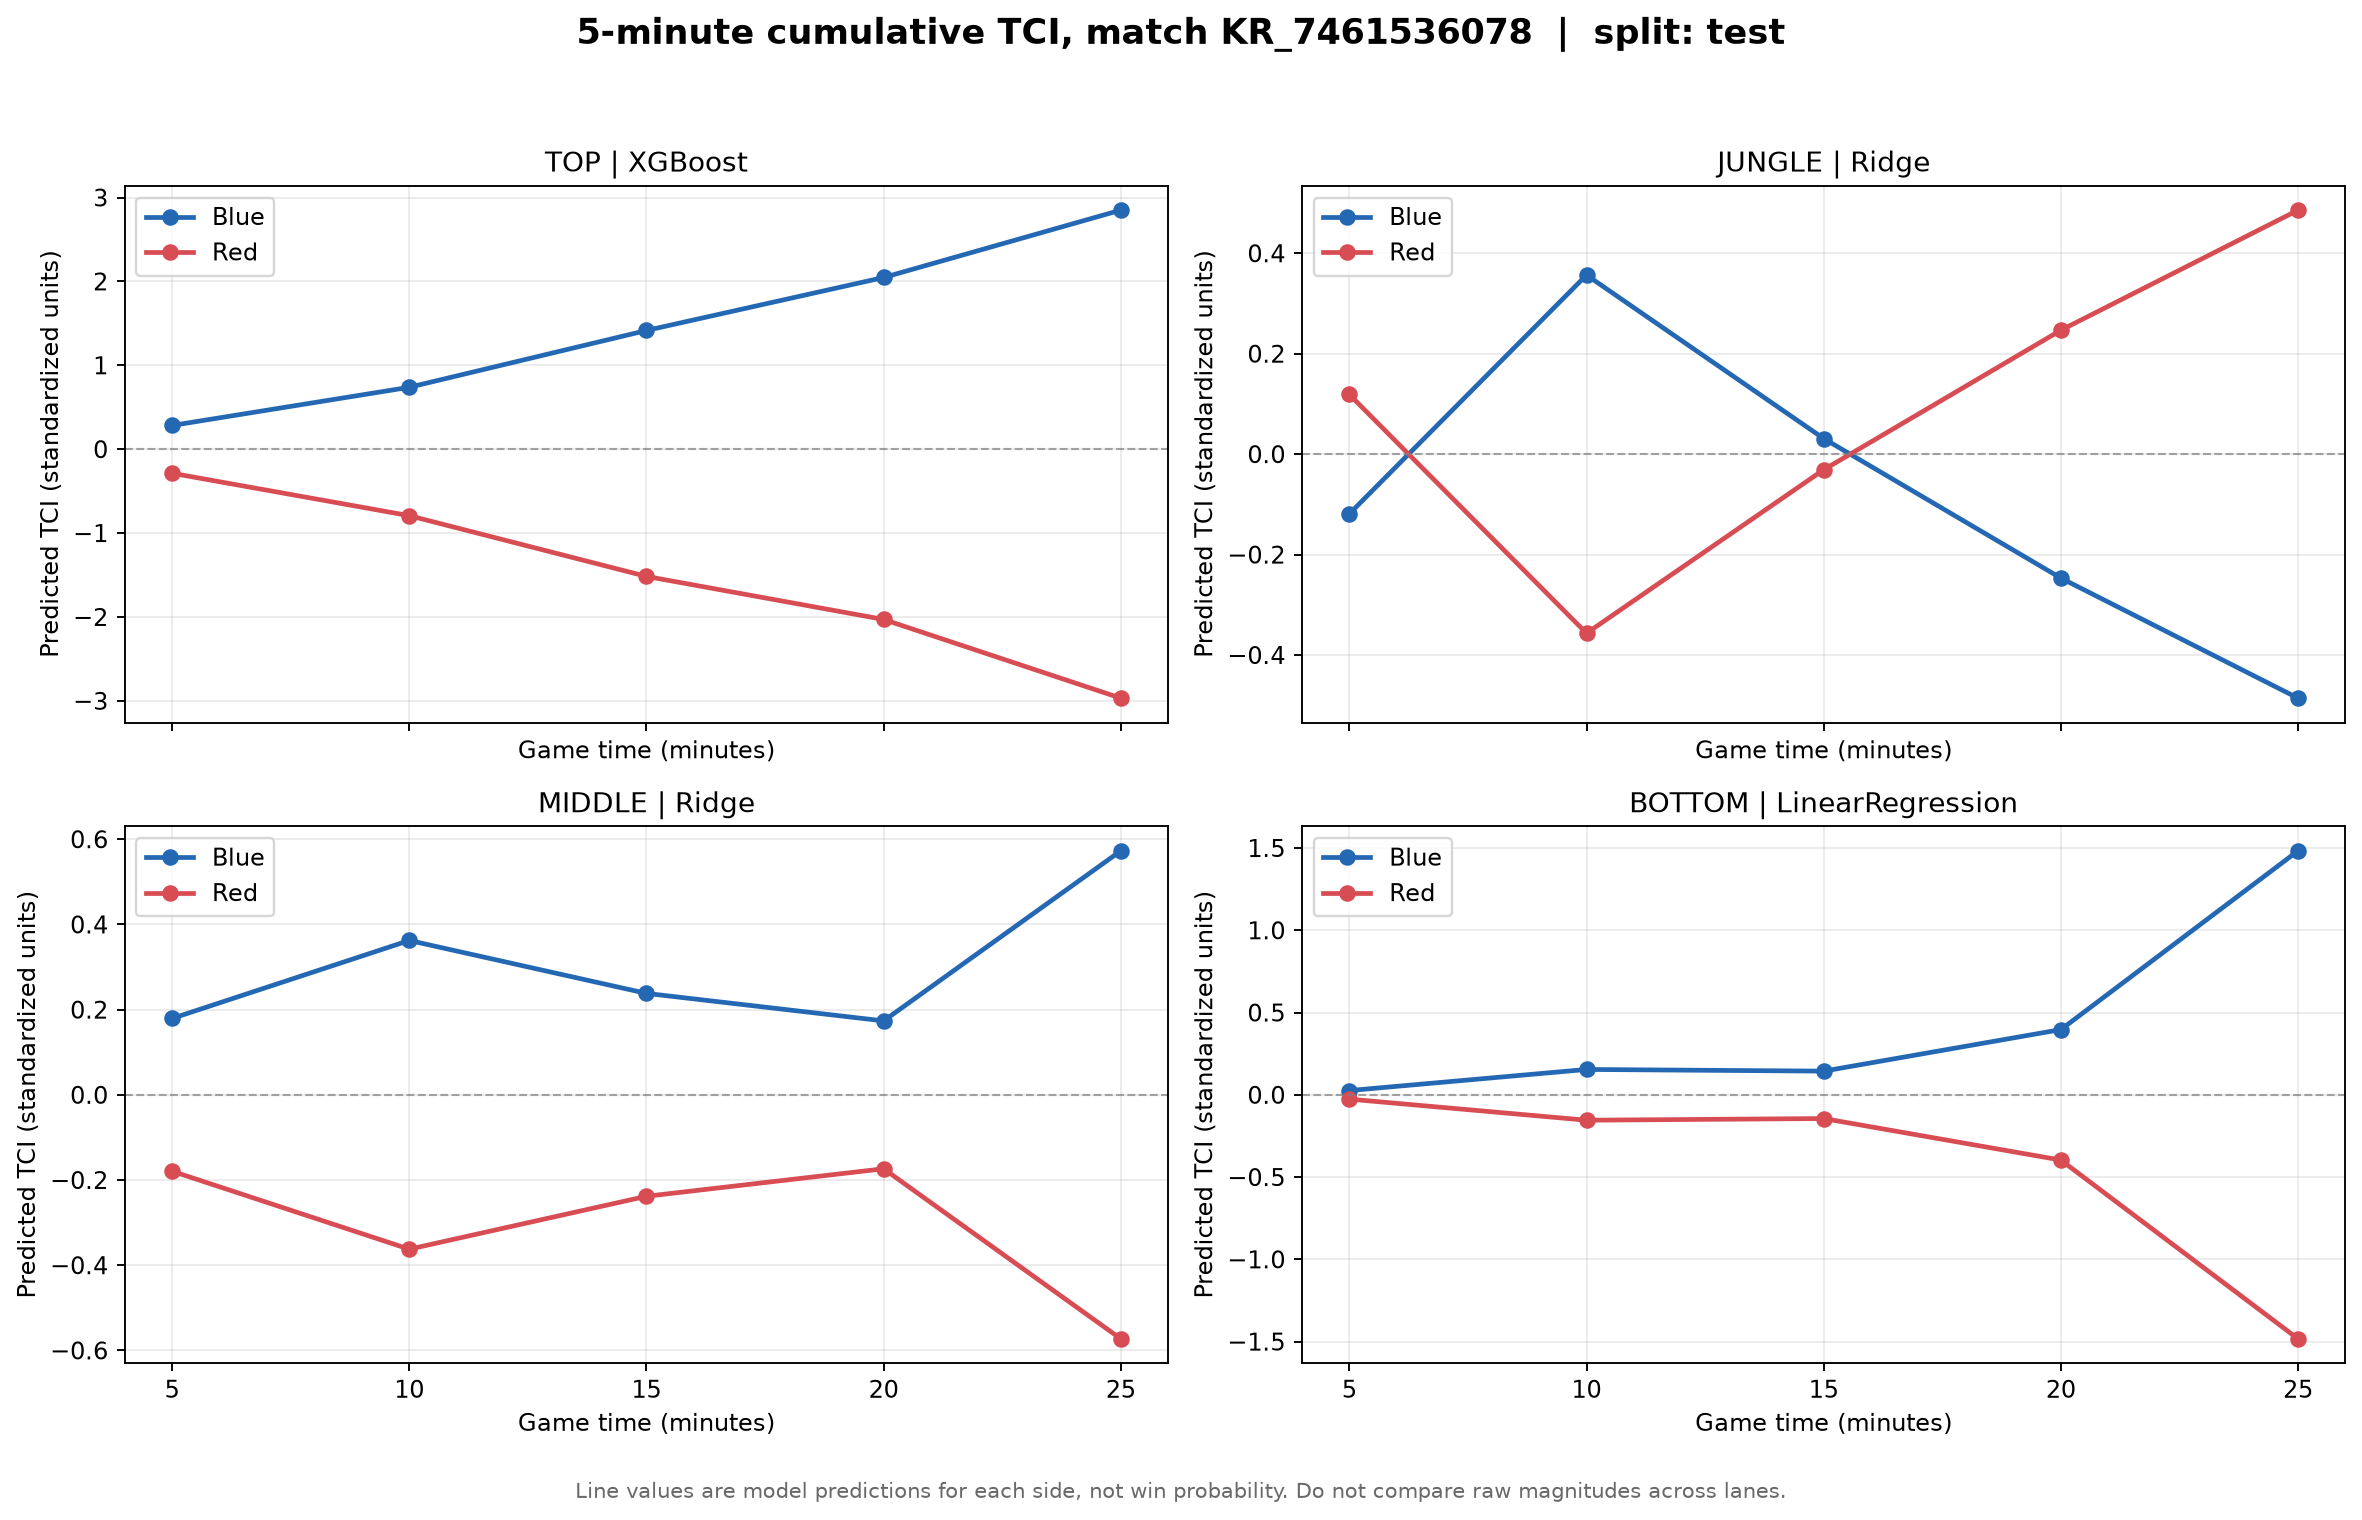 5-minute cumulative TCI, match KR_7461536078  |  split: test
TOP | XGBoost
Predicted TCI (standardized units)
3
2
1
0
−1
−2
−3
Blue
Red
Game time (minutes)
JUNGLE | Ridge
Predicted TCI (standardized units)
0.4
0.2
0.0
−0.2
−0.4
Blue
Red
Game time (minutes)
MIDDLE | Ridge
Predicted TCI (standardized units)
0.6
0.4
0.2
0.0
−0.2
−0.4
−0.6
Blue
Red
5 10 15 20 25
Game time (minutes)
BOTTOM | LinearRegression
Predicted TCI (standardized units)
1.5
1.0
0.5
0.0
−0.5
−1.0
−1.5
Blue
Red
5 10 15 20 25
Game time (minutes)
Line values are model predictions for each side, not win probability. Do not compare raw magnitudes across lanes.